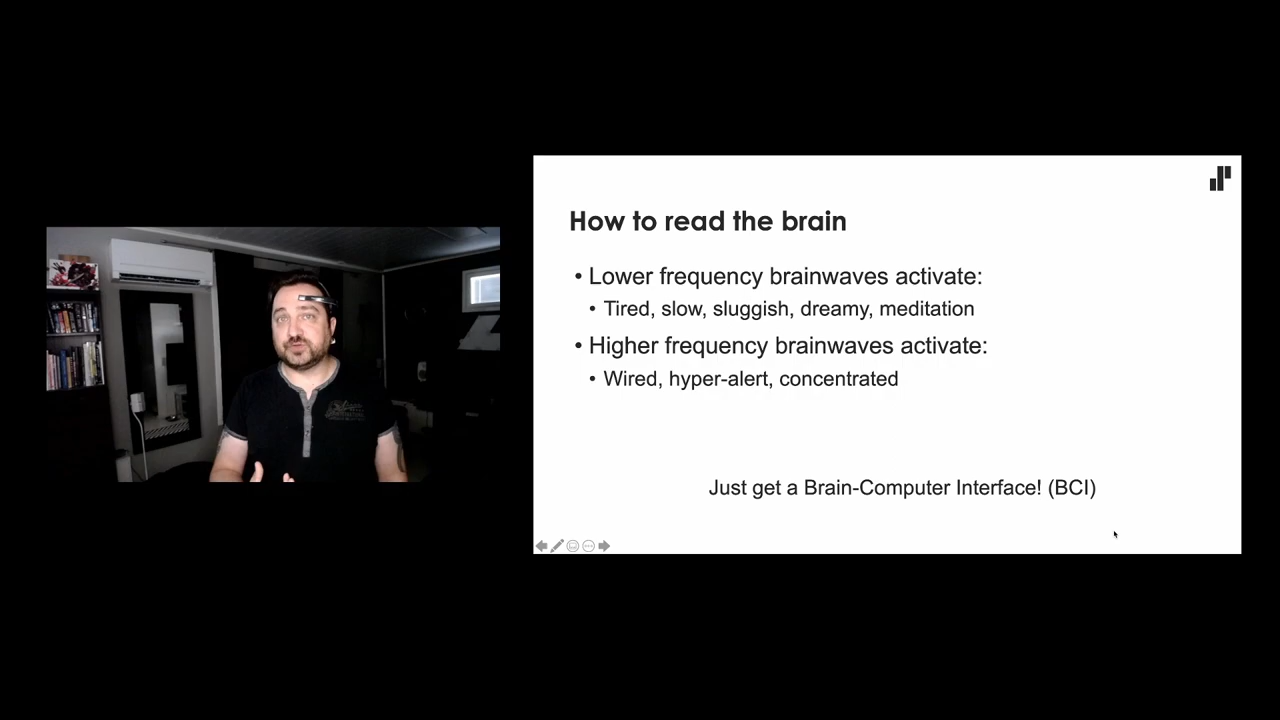 How to read the brain
• Lower frequency brainwaves activate:
• Tired, slow, sluggish, dreamy, meditation
• Higher frequency brainwaves activate:
• Wired, hyper-alert, concentrated
Just get a Brain-Computer Interface! (BCI)